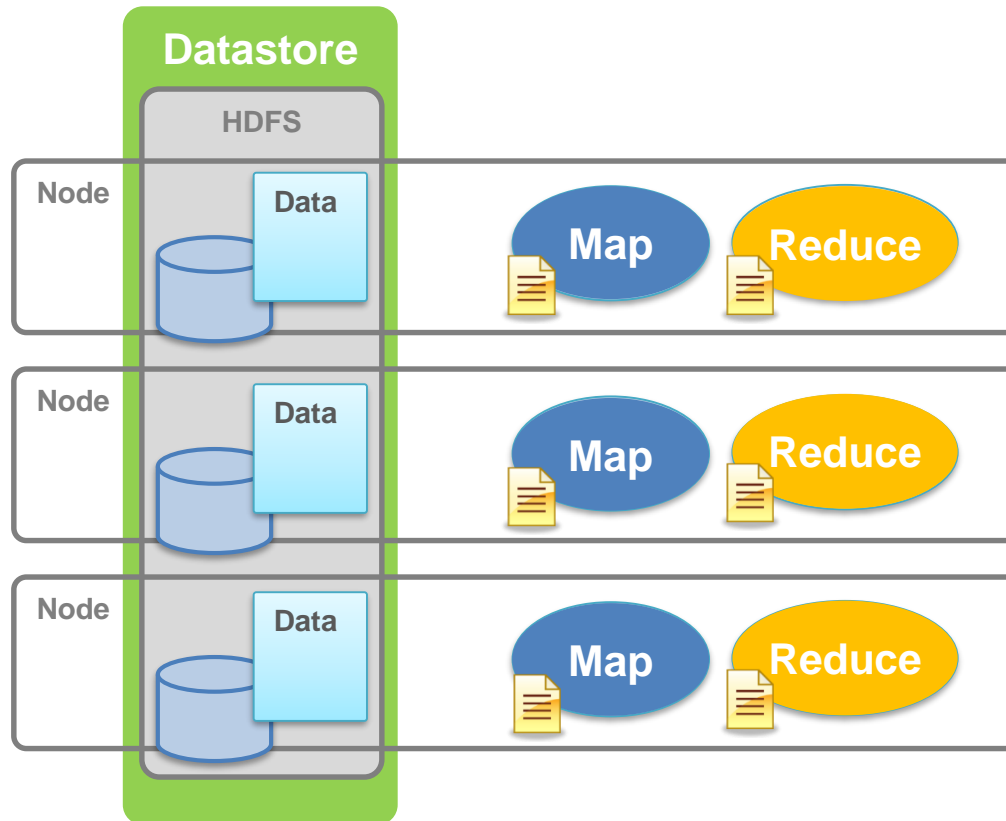 Datastore
HDFS
Node
Data
Map
Reduce
Node
Data
Map
Reduce
Node
Data
Map
Reduce